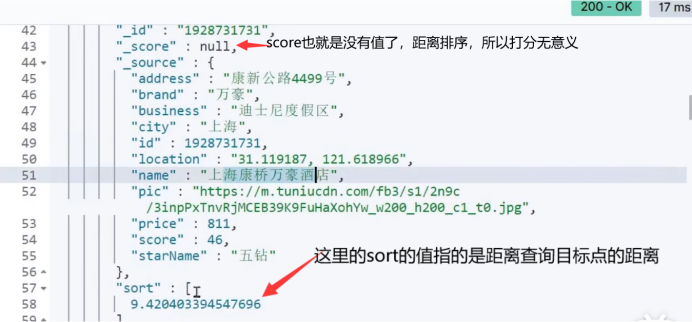 200 - OK 17 ms
42 "_id" : "1928731731",
43 "_score" : null, score也就是没有值了，距离排序，所以打分无意义
44 "_source" : {
45 "address" : "康新公路4499号",
46 "brand" : "万豪",
47 "business" : "迪士尼度假区",
48 "city" : "上海",
49 "id" : 1928731731,
50 "location" : "31.119187, 121.618966",
51 "name" : "上海康桥万豪酒店",
52 "pic" : "https://m.tuniucdn.com/fb3/s1/2n9c
/3inpPxTnvRjMCEB39K9FuHaXohYw_w200_h200_c1_t0.jpg",
53 "price" : 811,
54 "score" : 46,
55 "starName" : "五钻" 这里的sort的值指的是距离查询目标点的距离
56 },
57 "sort" : [
58 9.420403394547696
59 ]